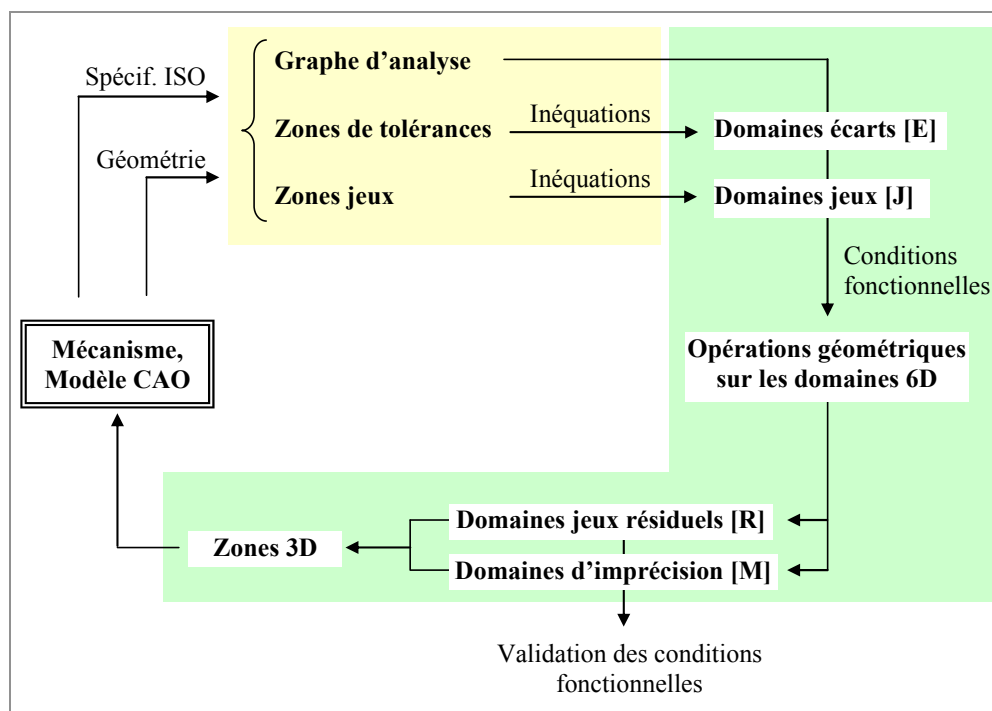 Spécif. ISO
Géométrie
Graphe d’analyse
Zones de tolérances
Zones jeux
Inéquations
Inéquations
Domaines écarts [E]
Domaines jeux [J]
Conditions
fonctionnelles
Mécanisme,
Modèle CAO
Opérations géométriques
sur les domaines 6D
Domaines jeux résiduels [R]
Zones 3D
Domaines d’imprécision [M]
Validation des conditions
fonctionnelles